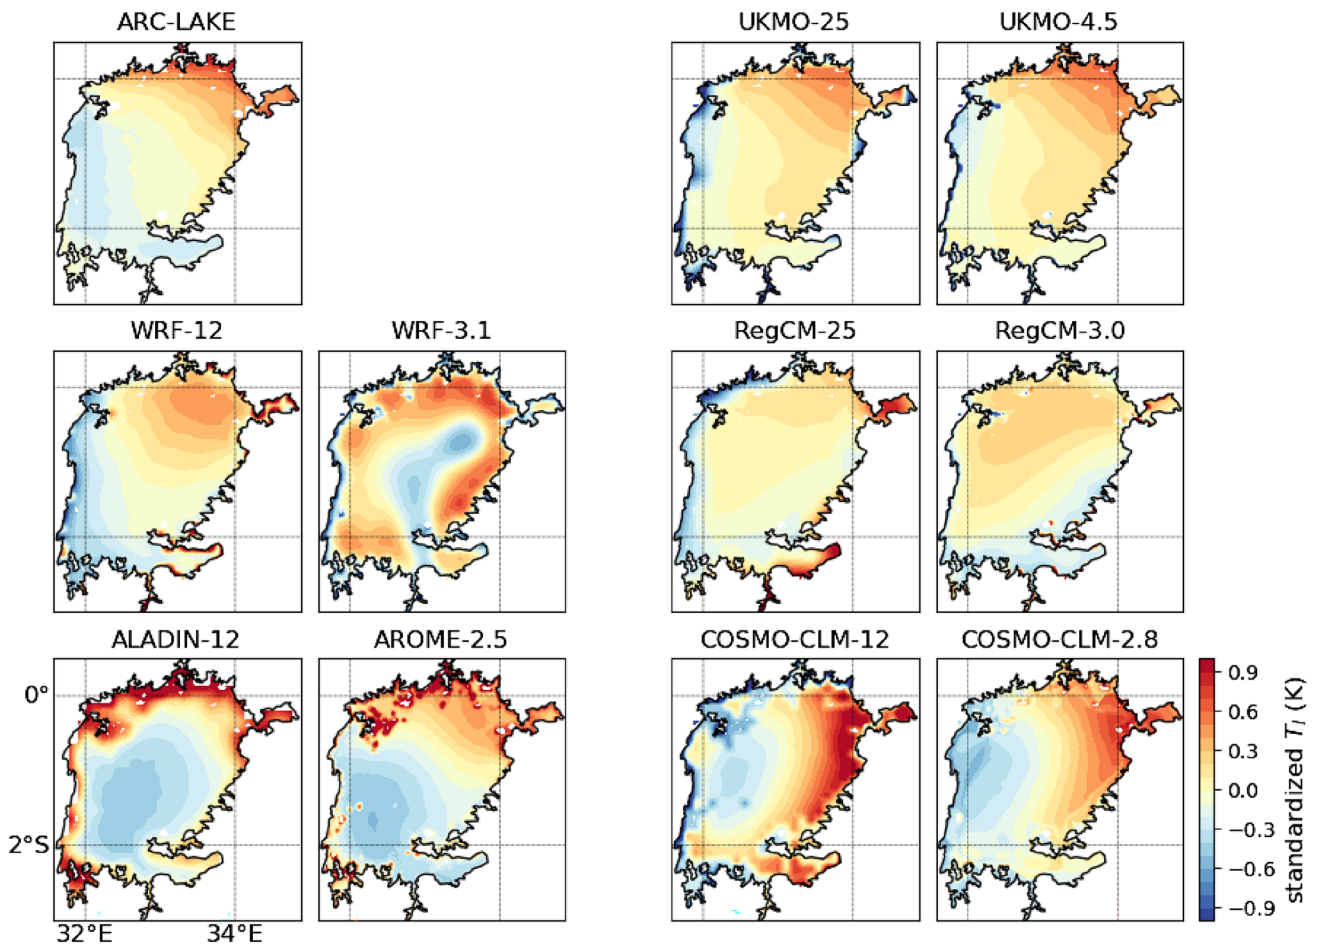 ARC-LAKE
UKMO-25
UKMO-4.5
WRF-12
WRF-3.1
RegCM-25
RegCM-3.0
ALADIN-12
AROME-2.5
COSMO-CLM-12
COSMO-CLM-2.8
0°
2°S
32°E
34°E
0.9
0.6
0.3
0.0
−0.3
−0.6
−0.9
standardized T_l (K)